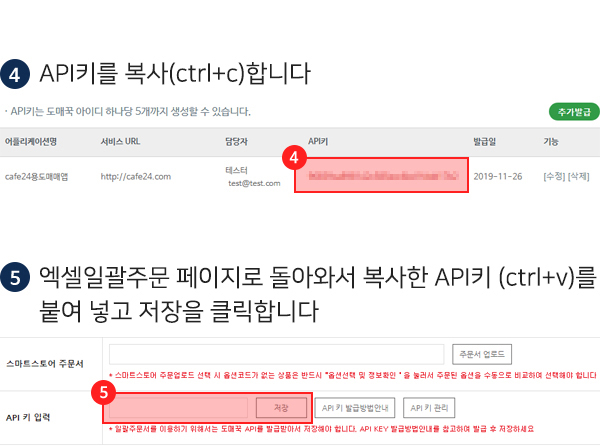 4 API키를 복사(ctrl+c)합니다
· API키는 도매꾹 아이디 하나당 5개까지 생성할 수 있습니다.
추가발급
어플리케이션명 서비스 URL 담당자 API키 발급일 기능
4
cafe24용도매매앱 http://cafe24.com 테스터 2019-11-26 [수정] [삭제]
test@test.com
5 엑셀일괄주문 페이지로 돌아와서 복사한 API키 (ctrl+v)를
붙여 넣고 저장을 클릭합니다
스마트스토어 주문서 주문서 업로드
* 스마트스토어 주문업로드 선택 시 옵션코드가 없는 상품은 반드시 "옵션선택 및 정보확인 " 을 눌러서 주문된 옵션을 수동으로 비교하여 선택해야 합니다
5
API 키 입력 저장 API 키 발급방법안내 API 키 관리
* 일괄주문서를 이용하기 위해서는 도매꾹 API를 발급받아서 저장해야 합니다. API KEY 발급방법안내를 참고하여 발급 후 저장하세요